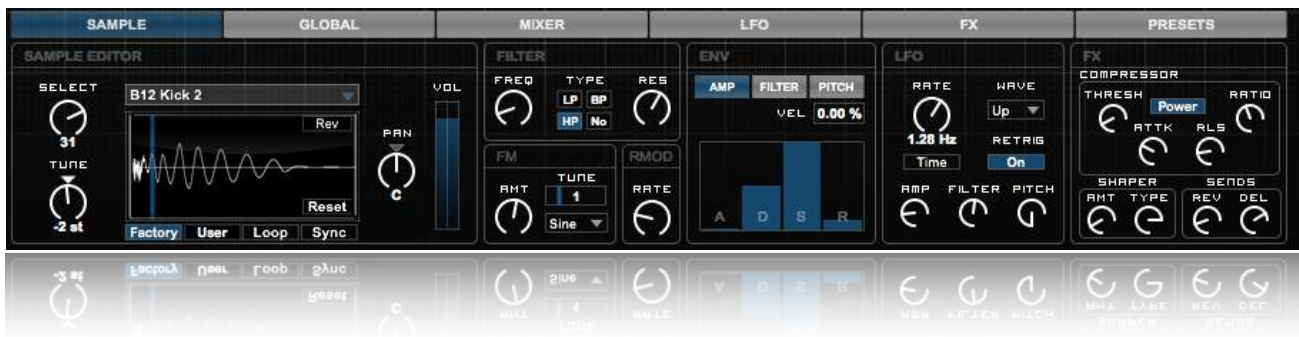 SAMPLE GLOBAL MIXER LFO FX PRESETS
SAMPLE EDITOR
SELECT
31
TUNE
-2 st
B12 Kick 2
Rev
Reset
Factory User Loop Sync
PAN
C
VOL
FILTER
FREQ TYPE RES
LP BP
HP No
FM
AMT TUNE
1
Sine
RMOD
RATE
ENV
AMP FILTER PITCH
VEL 0.00 %
A D S R
LFO
RATE WAVE
Up
1.28 Hz RETRIG
Time On
AMP FILTER PITCH
FX
COMPRESSOR
THRESH Power RATIO
ATTK RLS
SHAPER SENDS
AMT TYPE REV DEL